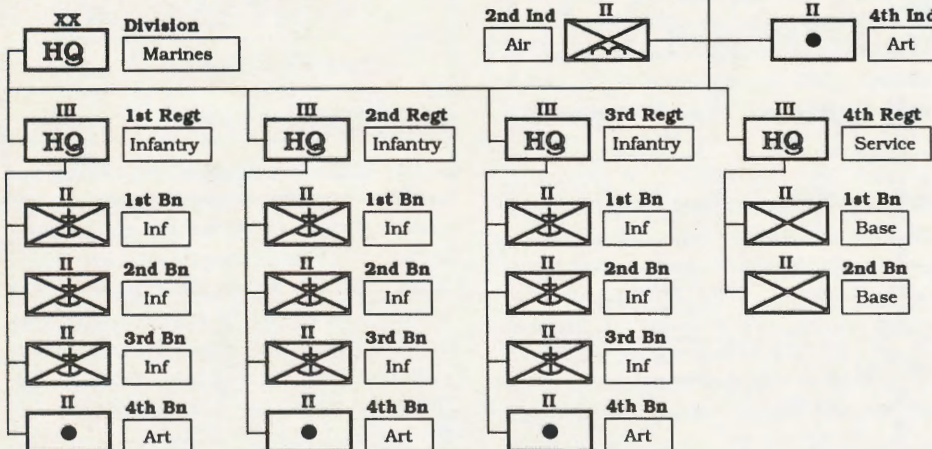 XX Division 2nd Ind II II 4th Ind
HQ Marines Air Art
III 1st Regt III 2nd Regt III 3rd Regt III 4th Regt
HQ Infantry HQ Infantry HQ Infantry HQ Service
II 1st Bn II 1st Bn II 1st Bn II 1st Bn
Inf Inf Inf Base
II 2nd Bn II 2nd Bn II 2nd Bn II 2nd Bn
Inf Inf Inf Base
II 3rd Bn II 3rd Bn II 3rd Bn
Inf Inf Inf
II 4th Bn II 4th Bn II 4th Bn
Art Art Art